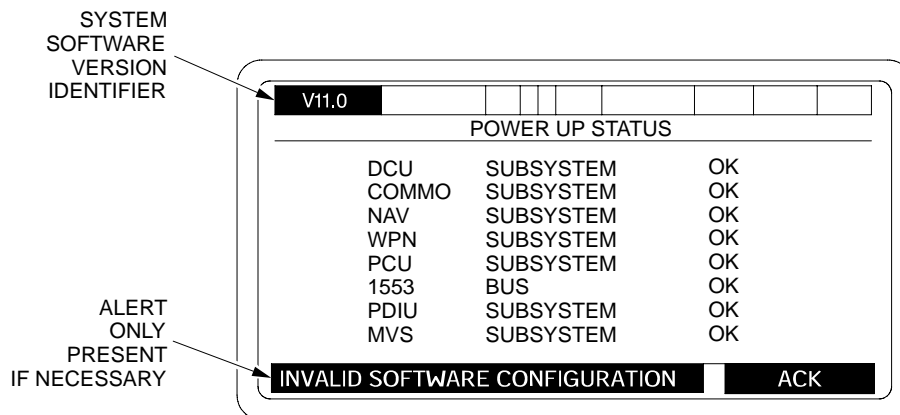 SYSTEM
SOFTWARE
VERSION
IDENTIFIER
V11.0
POWER UP STATUS
DCU SUBSYSTEM OK
COMMO SUBSYSTEM OK
NAV SUBSYSTEM OK
WPN SUBSYSTEM OK
PCU SUBSYSTEM OK
1553 BUS OK
PDIU SUBSYSTEM OK
MVS SUBSYSTEM OK
ALERT
ONLY
PRESENT
IF NECESSARY
INVALID SOFTWARE CONFIGURATION ACK